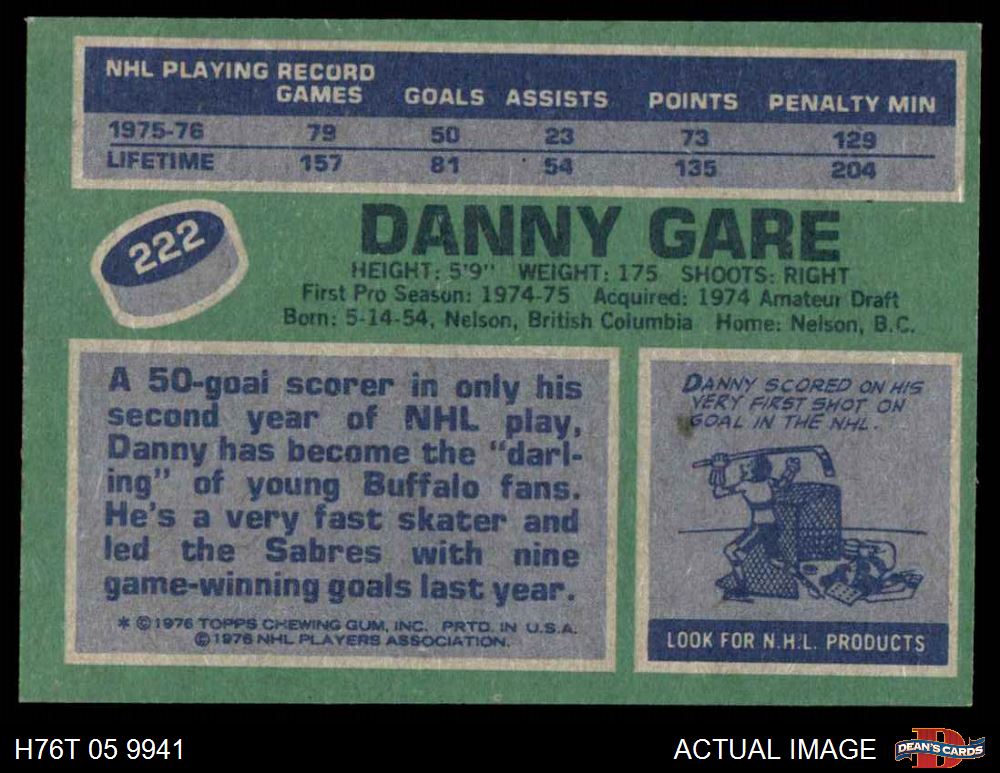 NHL PLAYING RECORD
GAMES GOALS ASSISTS POINTS PENALTY MIN
1975-76 79 50 23 73 129
LIFETIME 157 81 54 135 204
222
DANNY GARE
HEIGHT: 5'9" WEIGHT: 175 SHOOTS: RIGHT
First Pro Season: 1974-75 Acquired: 1974 Amateur Draft
Born: 5-14-54, Nelson, British Columbia Home: Nelson, B.C.
A 50-goal scorer in only his
second year of NHL play,
Danny has become the "darl-
ing" of young Buffalo fans.
He's a very fast skater and
led the Sabres with nine
game-winning goals last year.
* © 1976 TOPPS CHEWING GUM, INC. PRTD. IN U.S.A.
© 1976 NHL PLAYERS ASSOCIATION.
DANNY SCORED ON HIS
VERY FIRST SHOT ON
GOAL IN THE NHL.
LOOK FOR N.H.L. PRODUCTS
H76T 05 9941
ACTUAL IMAGE
D
DEAN'S CARDS